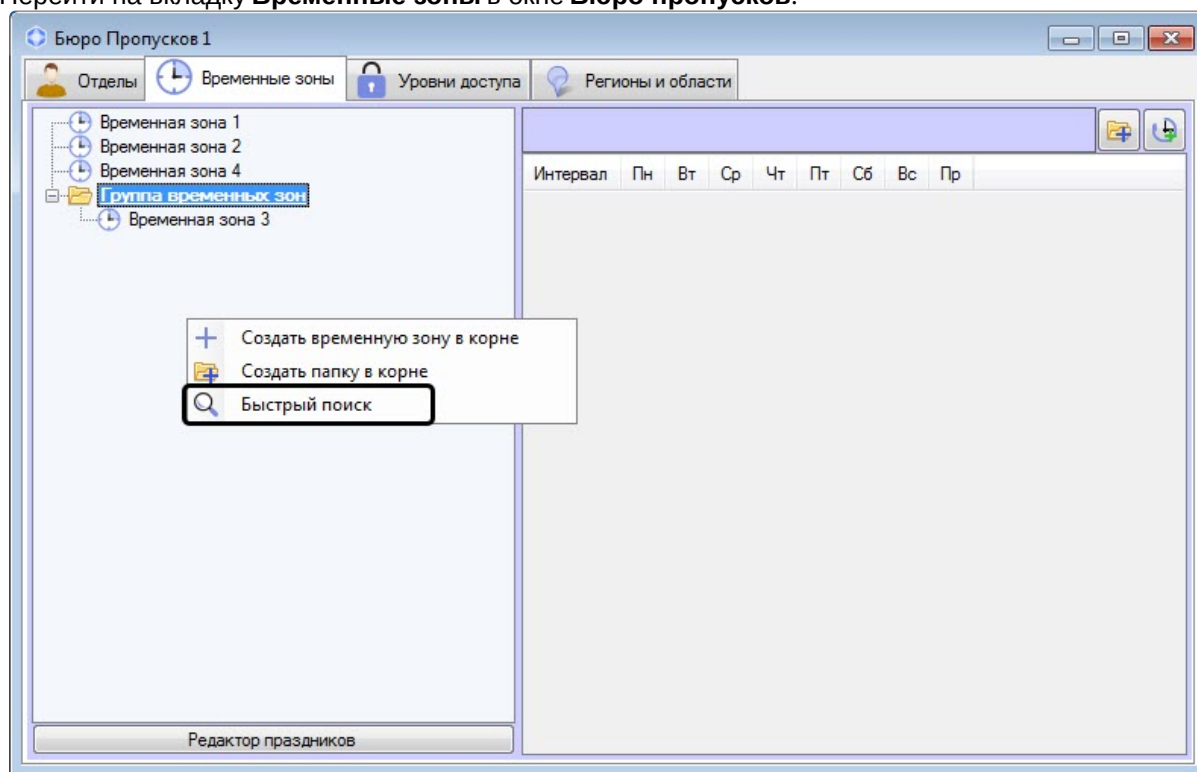 Перейти на вкладку Временные зоны в окне Бюро пропусков.
Бюро Пропусков 1
Отделы Временные зоны Уровни доступа Регионы и области
Временная зона 1
Временная зона 2
Временная зона 4
Группа временных зон
Временная зона 3
Интервал Пн Вт Ср Чт Пт Сб Вс Пр
Создать временную зону в корне
Создать папку в корне
Быстрый поиск
Редактор праздников